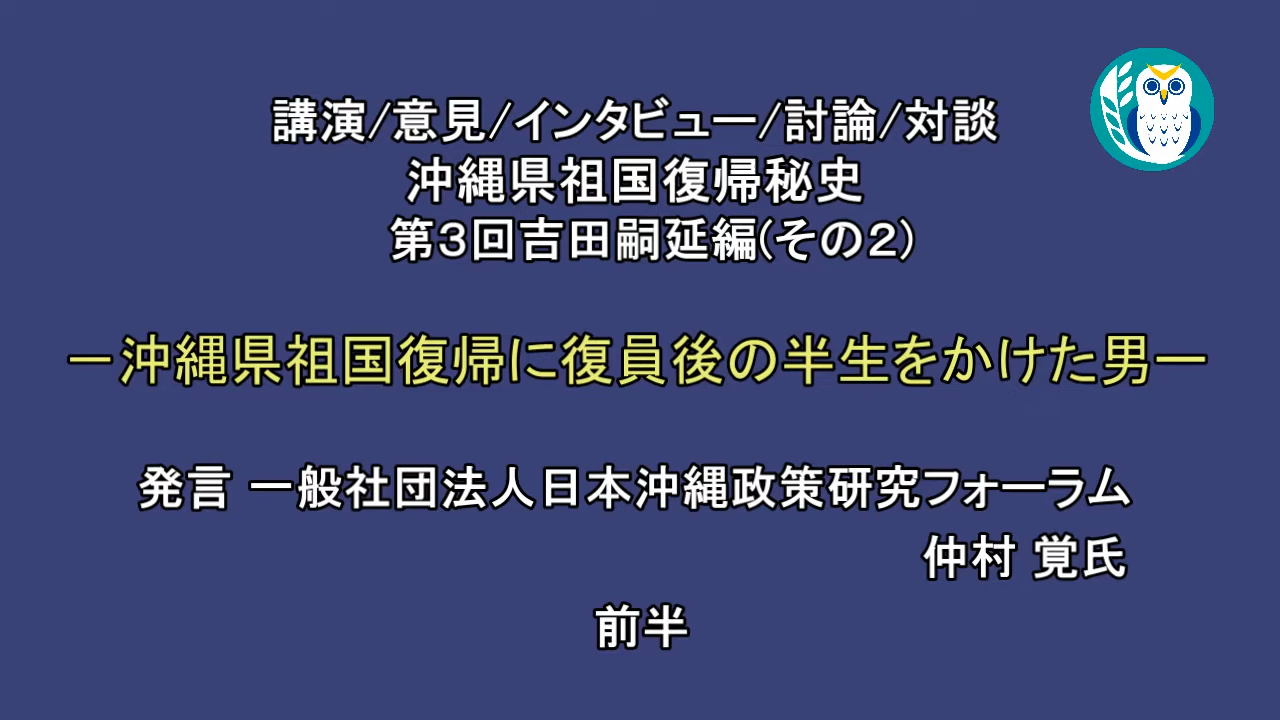 講演/意見/インタビュー/討論/対談
沖縄県祖国復帰秘史
第3回吉田嗣延編(その2)
－沖縄県祖国復帰に復員後の半生をかけた男ー
発言 一般社団法人日本沖縄政策研究フォーラム
仲村 覚氏
前半